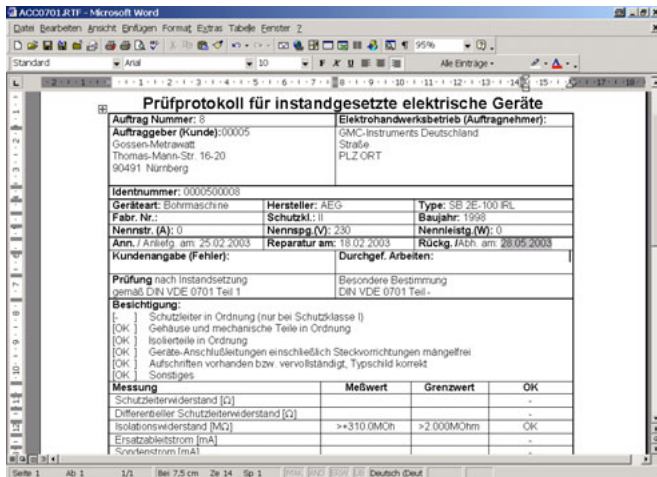 ACC0701.RTF - Microsoft Word
Datei Bearbeiten Ansicht Einfügen Format Extras Tabelle Fenster ?
95%
Standard Arial 10 F K U Alle Einträge
Prüfprotokoll für instandgesetzte elektrische Geräte
Auftrag Nummer: 8 Elektrohandwerksbetrieb (Auftragnehmer):
Auftraggeber (Kunde):00005 GMC-Instruments Deutschland
Gossen-Metrawatt Straße
Thomas-Mann-Str. 16-20 PLZ ORT
90491 Nürnberg
Identnummer: 0000500008
Geräteart: Bohrmaschine Hersteller: AEG Type: SB 2E-100 IRL
Fabr. Nr.: Schutzkl.: II Baujahr: 1998
Nennstr. (A): 0 Nennspg.(V): 230 Nennleistg.(W): 0
Ann. / Anliefg. am: 25.02.2003 Reparatur am: 18.02.2003 Rückg. /Abh. am: 28.05.2003
Kundenangabe (Fehler): Durchgef. Arbeiten:
Prüfung nach Instandsetzung Besondere Bestimmung
gemäß DIN VDE 0701 Teil 1 DIN VDE 0701 Teil -
Besichtigung:
[- ] Schutzleiter in Ordnung (nur bei Schutzklasse I)
[OK ] Gehäuse und mechanische Teile in Ordnung
[OK ] Isolierteile in Ordnung
[OK ] Geräte-Anschlußleitungen einschließlich Steckvorrichtungen mängelfrei
[OK ] Aufschriften vorhanden bzw. vervollständigt, Typschild korrekt
[OK ] Sonstiges
Messung Meßwert Grenzwert OK
Schutzleiterwiderstand [Ω] -
Differentieller Schutzleiterwiderstand [Ω] -
Isolationswiderstand [MΩ] >+310.0MOh >2.000MOhm OK
Ersatzableitstrom [mA] -
Sondenstrom [mA] -
Seite 1 Ab 1 1/1 Bei 7,5 cm Ze 14 Sp 1 MAK ÄND ERW ÜB Deutsch (Deut